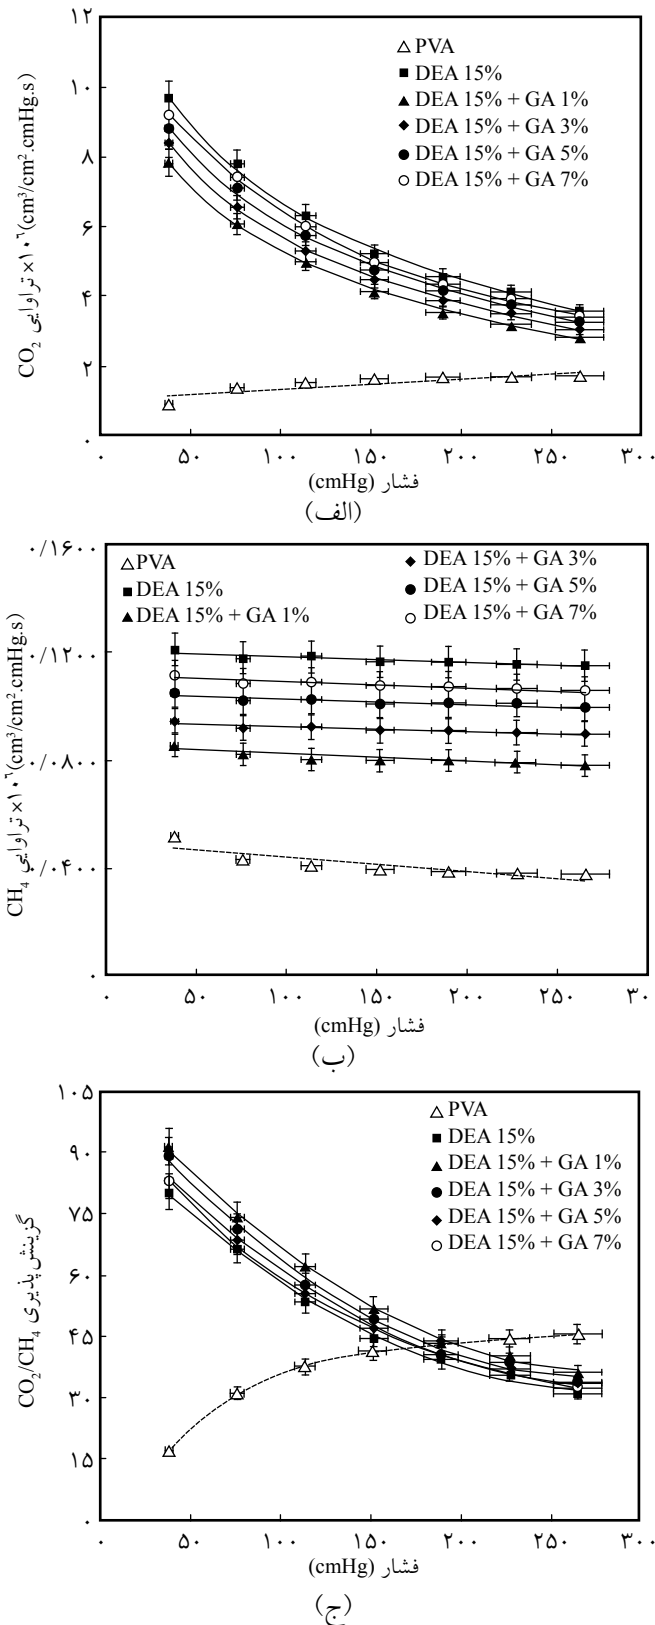 ۱۲
۱۰
۸
۶
۴
۲
۰
CO₂ تراوایی ×۱۰⁶(cm³/cm².cmHg.s)
△ PVA
■ DEA 15%
▲ DEA 15% + GA 1%
◆ DEA 15% + GA 3%
● DEA 15% + GA 5%
○ DEA 15% + GA 7%
۰ ۵۰ ۱۰۰ ۱۵۰ ۲۰۰ ۲۵۰ ۳۰۰
فشار (cmHg)
(الف)
۰/۱۶۰۰
۰/۱۲۰۰
۰/۰۸۰۰
۰/۰۴۰۰
۰
CH₄ تراوایی ×۱۰⁶(cm³/cm².cmHg.s)
△ PVA
■ DEA 15%
▲ DEA 15% + GA 1%
◆ DEA 15% + GA 3%
● DEA 15% + GA 5%
○ DEA 15% + GA 7%
۰ ۵۰ ۱۰۰ ۱۵۰ ۲۰۰ ۲۵۰ ۳۰
فشار (cmHg)
(ب)
۱۰۵
۹۰
۷۵
۶۰
۴۵
۳۰
۱۵
۰
CO₂/CH₄ گزینش پذیری
△ PVA
■ DEA 15%
▲ DEA 15% + GA 1%
● DEA 15% + GA 3%
◆ DEA 15% + GA 5%
○ DEA 15% + GA 7%
۰ ۵۰ ۱۰۰ ۱۵۰ ۲۰۰ ۲۵۰ ۳۰۰
فشار (cmHg)
(ج)